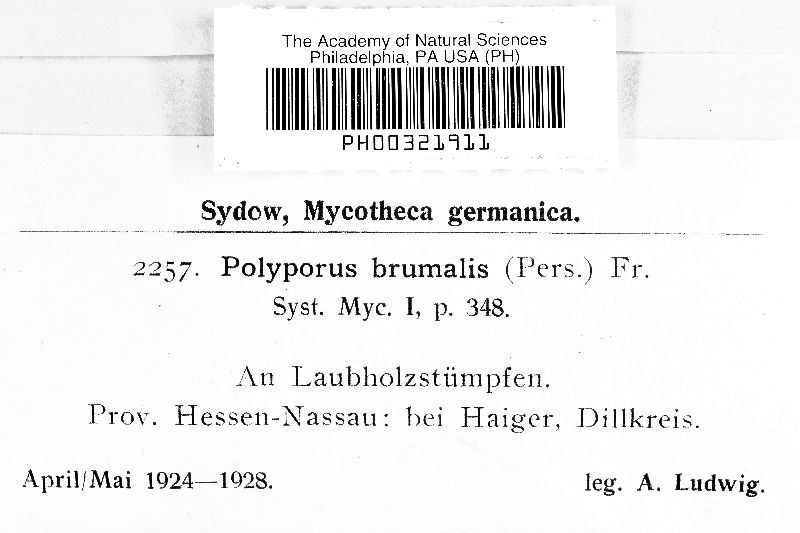 The Academy of Natural Sciences
Philadelphia, PA USA (PH)
PH00321911
Sydow, Mycotheca germanica.
2257. Polyporus brumalis (Pers.) Fr.
Syst. Myc. I, p. 348.
An Laubholzstümpfen.
Prov. Hessen-Nassau: bei Haiger, Dillkreis.
April/Mai 1924—1928. leg. A. Ludwig.